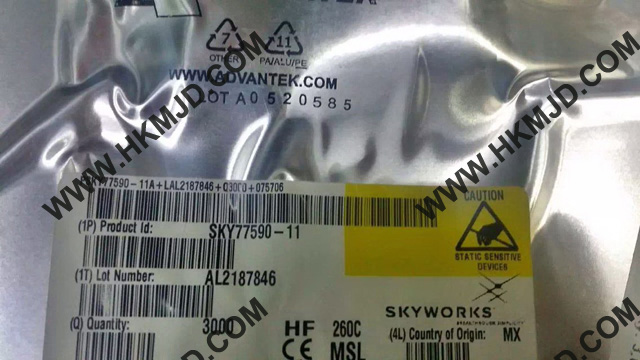 7
OTHER
11
PA/ALU/PE
WWW.ADVANTEK.COM
LOT A0520585
77590-11A+LAL2187846+Q3000+075706
(1P) Product Id: SKY77590-11
(1T) Lot Number: AL2187846
(Q) Quantity: 3000
CAUTION
STATIC SENSITIVE
DEVICES
SKYWORKS
HF 260C
(4L) Country of Origin: MX
CE MSL
WWW.HKMJD.COM
WWW.HKMJD.COM
WWW.HKMJD.COM
WWW.HKMJD.COM